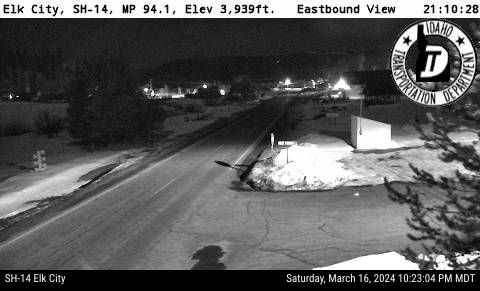 Elk City, SH-14, MP 94.1, Elev 3,939ft.   Eastbound View   21:10:28
IDAHO
TRANSPORTATION DEPARTMENT
SH-14 Elk City
Saturday, March 16, 2024 10:23:04 PM MDT